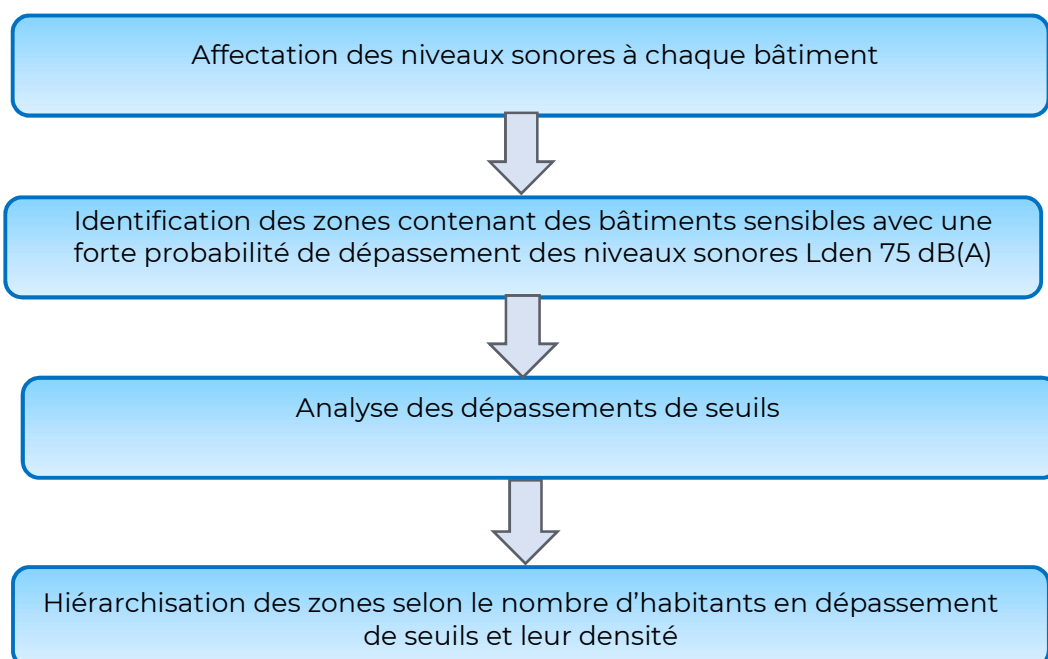 Affectation des niveaux sonores à chaque bâtiment
Identification des zones contenant des bâtiments sensibles avec une
forte probabilité de dépassement des niveaux sonores Lden 75 dB(A)
Analyse des dépassements de seuils
Hiérarchisation des zones selon le nombre d’habitants en dépassement
de seuils et leur densité